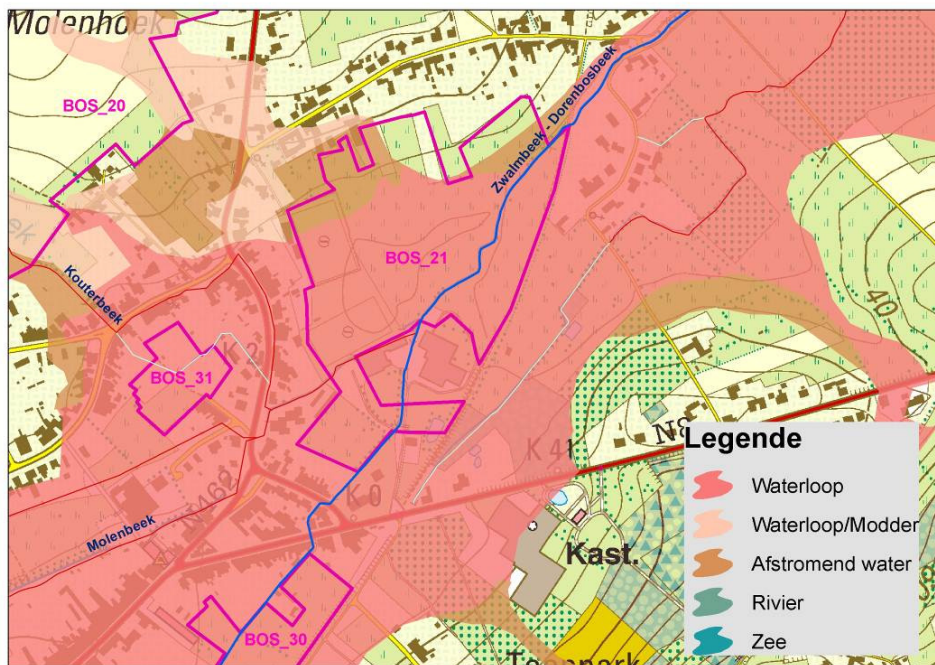 Molenhoek
BOS_20
Zwalmbeek - Dorenbosbeek
BOS_21
Kouterbeek
BOS_31
K 2
40
N8
K 41
K 0
N462
Molenbeek
Kast.
BOS_30
Legende
Waterloop
Waterloop/Modder
Afstromend water
Rivier
Zee